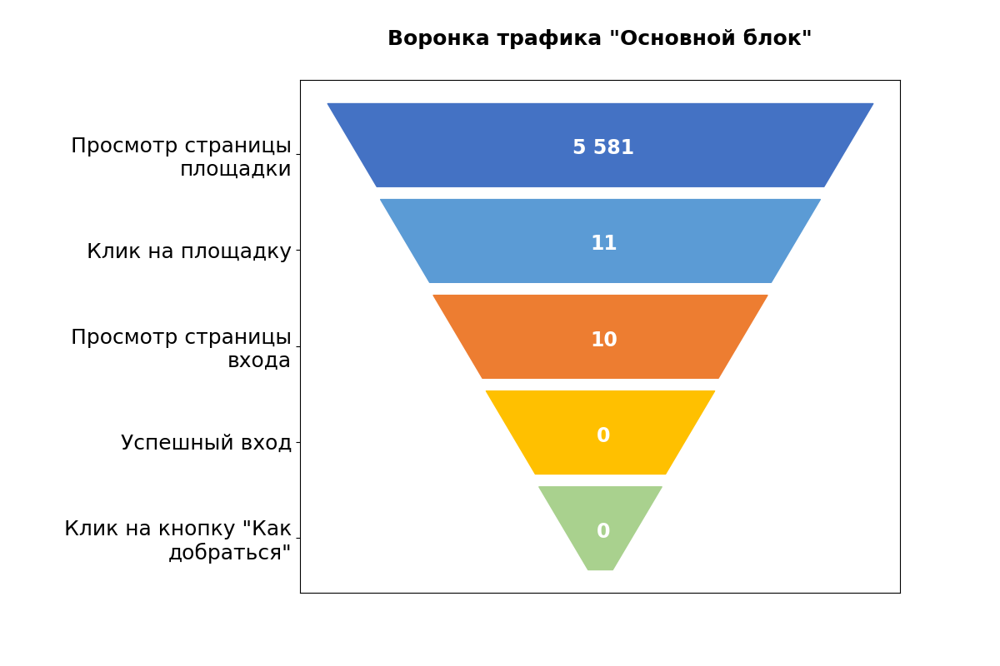 Воронка трафика "Основной блок"
Просмотр страницы
площадки
5 581
Клик на площадку
11
Просмотр страницы
входа
10
Успешный вход
0
Клик на кнопку "Как
добраться"
0